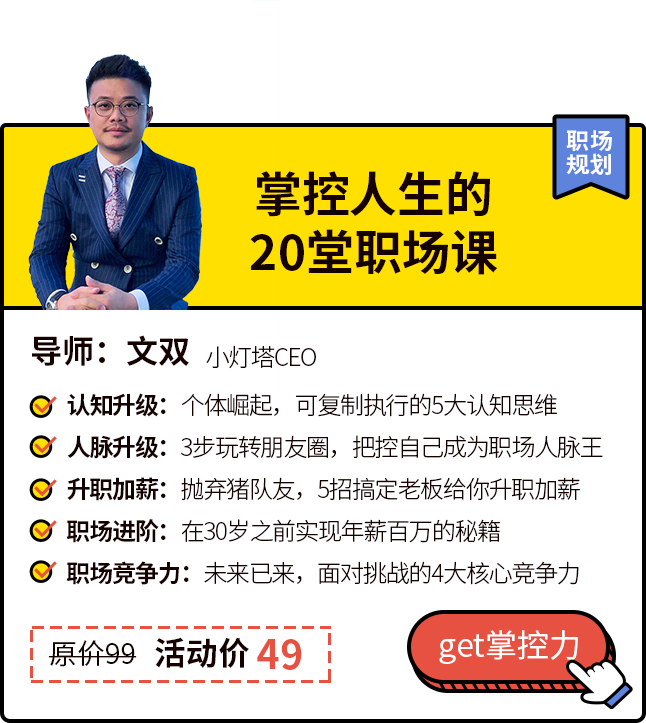 职场
规划
掌控人生的
20堂职场课
导师：文双 小灯塔CEO
认知升级：个体崛起，可复制执行的5大认知思维
人脉升级：3步玩转朋友圈，把控自己成为职场人脉王
升职加薪：抛弃猪队友，5招搞定老板给你升职加薪
职场进阶：在30岁之前实现年薪百万的秘籍
职场竞争力：未来已来，面对挑战的4大核心竞争力
原价99 活动价 49
get掌控力